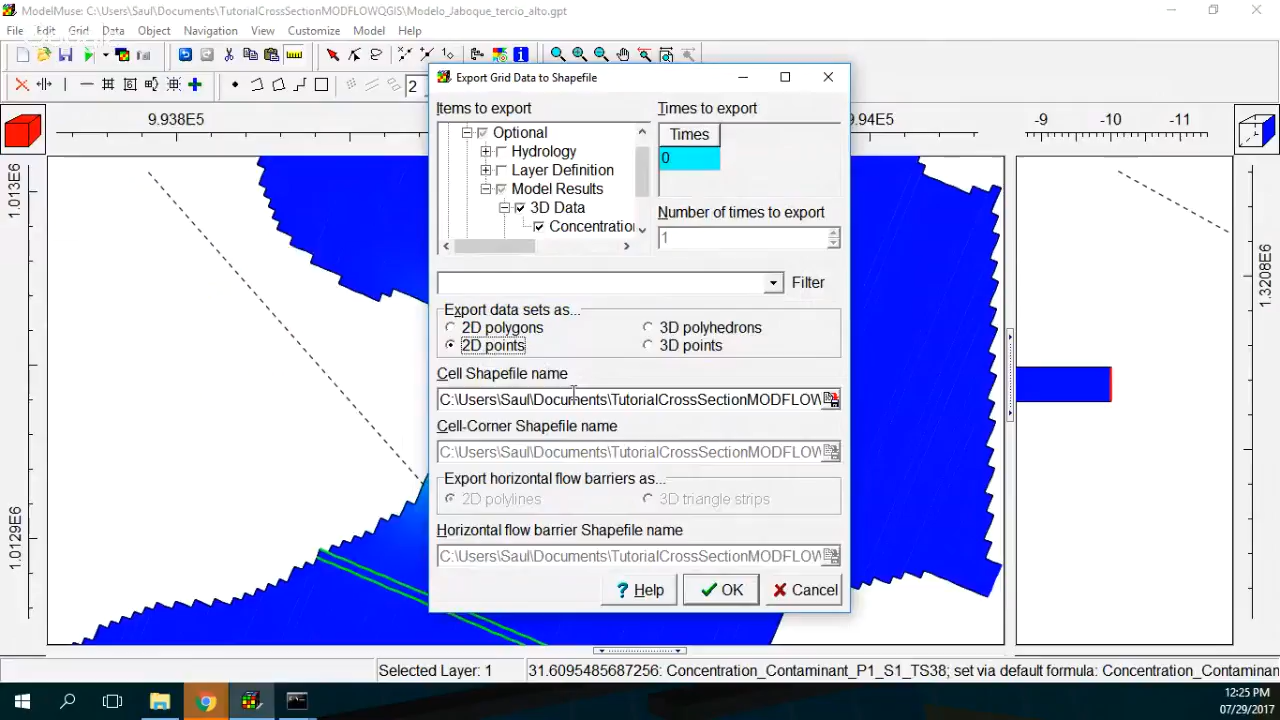 ModelMuse: C:\Users\Saul\Documents\TutorialCrossSectionMODFLOWQGIS\Modelo_Jaboque_tercio_alto.gpt
File Edit Grid Data Object Navigation View Customize Model Help
2
Export Grid Data to Shapefile
9.938E5
9.94E5
-9
-10
-11
1.013E6
1.0129E6
1.3208E6
Items to export
Optional
Hydrology
Layer Definition
Model Results
3D Data
Concentratio
Times to export
Times
0
Number of times to export
1
Filter
Export data sets as...
2D polygons
3D polyhedrons
2D points
3D points
Cell Shapefile name
C:\Users\Saul\Documents\TutorialCrossSectionMODFLOW
Cell-Corner Shapefile name
C:\Users\Saul\Documents\TutorialCrossSectionMODFLOW
Export horizontal flow barriers as...
2D polylines
3D triangle strips
Horizontal flow barrier Shapefile name
C:\Users\Saul\Documents\TutorialCrossSectionMODFLOW
? Help
OK
Cancel
Selected Layer: 1
31.6095485687256: Concentration_Contaminant_P1_S1_TS38; set via default formula: Concentration_Contaminan
12:25 PM
07/29/2017